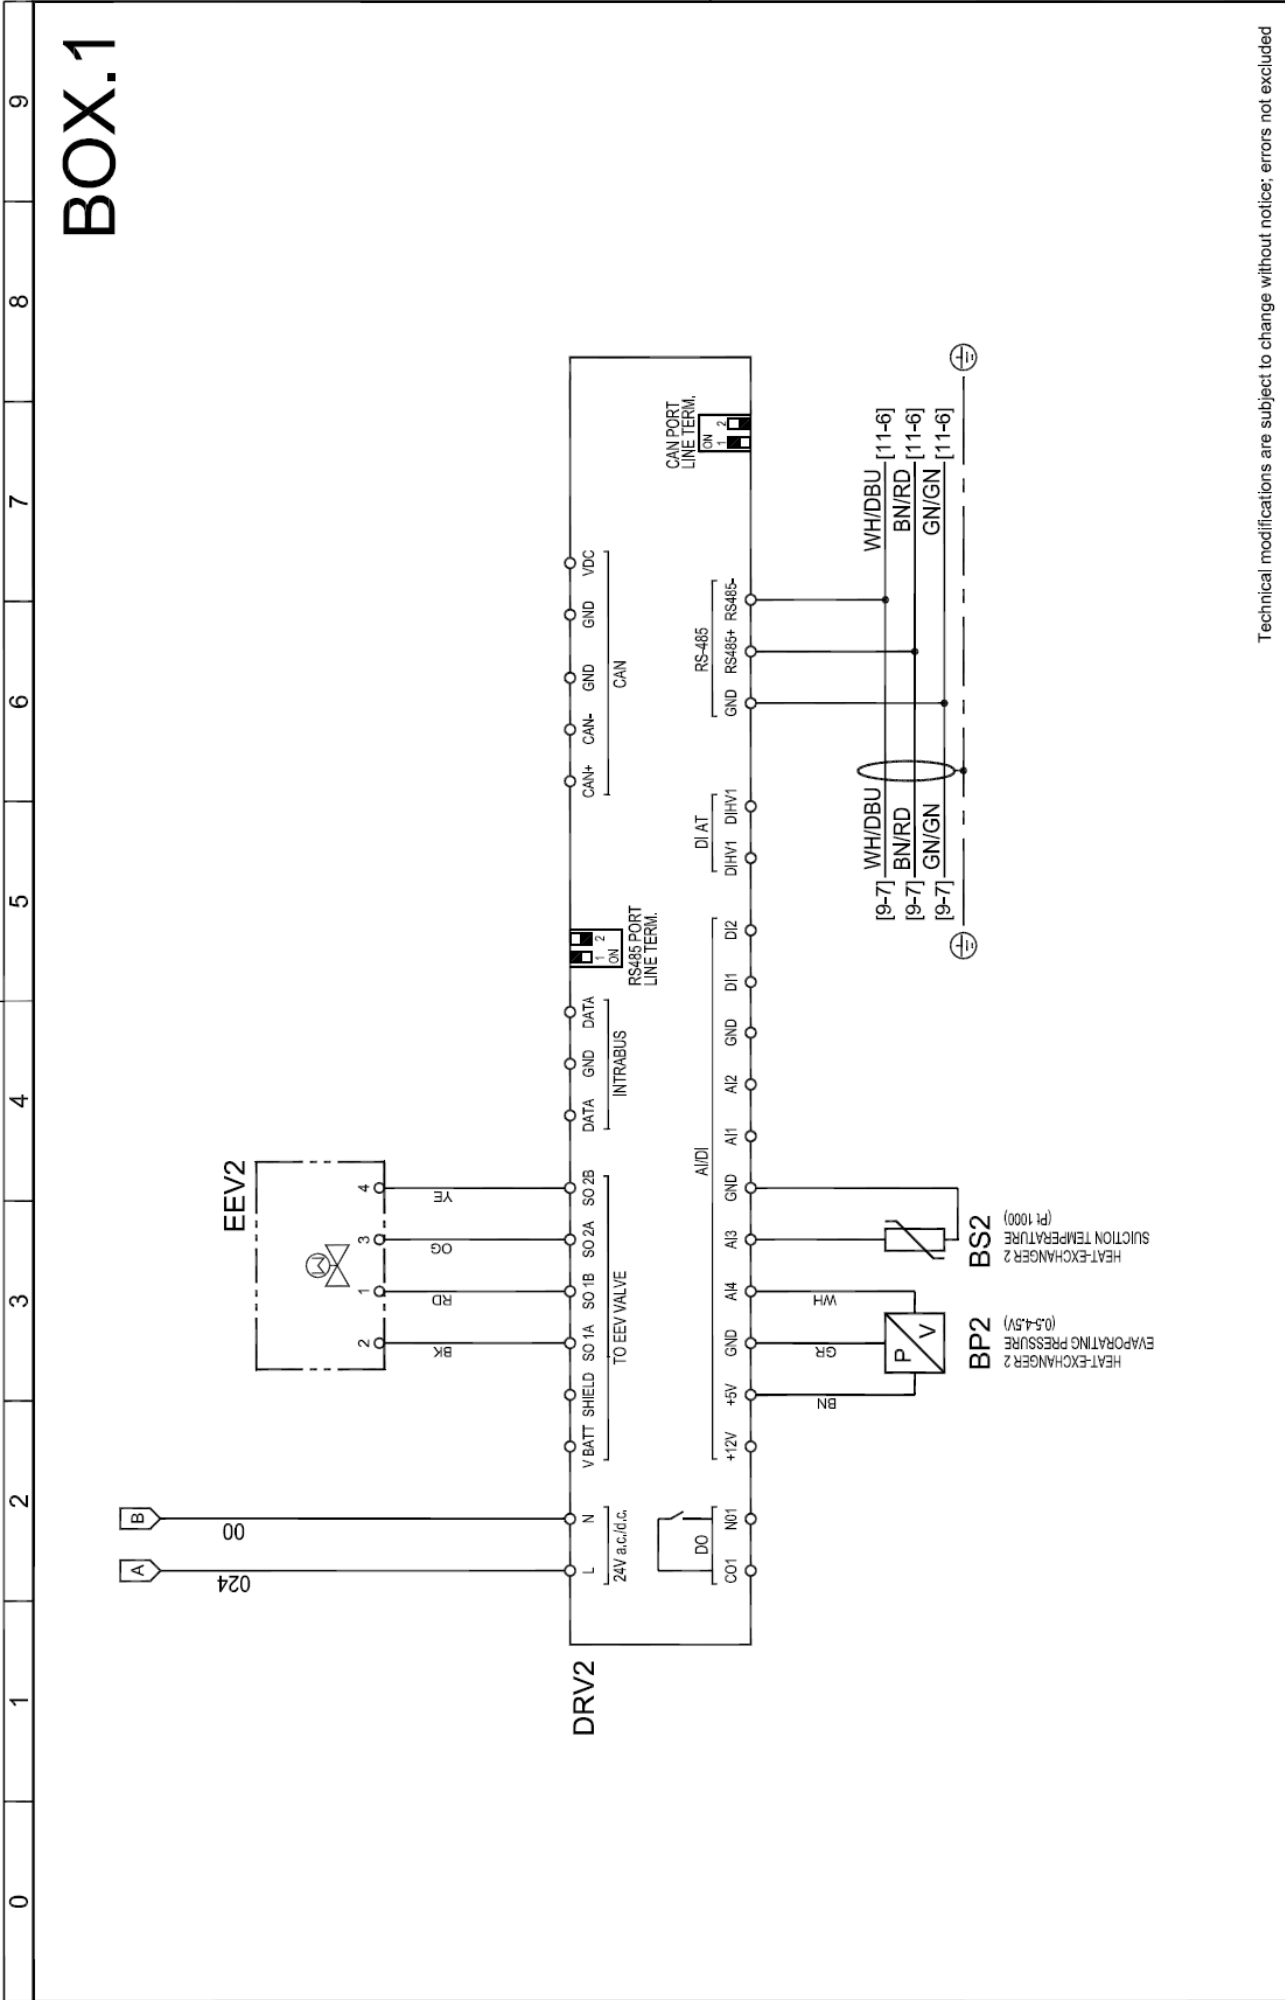 0 1 2 3 4 5 6 7 8 9
BOX.1
A B
024 00
EEV2
M
2 1 3 4
BK RD OG YE
DRV2
L N V BATT SHIELD SO 1A SO 1B SO 2A SO 2B DATA GND DATA CAN+ CAN- GND GND VDC
24V a.c./d.c. TO EEV VALVE INTRABUS CAN
1 2
ON
RS485 PORT
LINE TERM.
CAN PORT
LINE TERM.
ON
1 2
DO AI/DI DI AT RS-485
CO1 NO1 +12V +5V GND AI4 AI3 GND AI1 AI2 GND DI1 DI2 DIHV1 DIHV1 GND RS485+ RS485-
BN GR WH
P V
BP2
HEAT-EXCHANGER 2
EVAPORATING PRESSURE
(0.5-4.5V)
BS2
HEAT-EXCHANGER 2
SUICTION TEMPERATURE
(Pt 1000)
[9-7] WH/DBU WH/DBU [11-6]
[9-7] BN/RD BN/RD [11-6]
[9-7] GN/GN GN/GN [11-6]
Technical modifications are subject to change without notice; errors not excluded